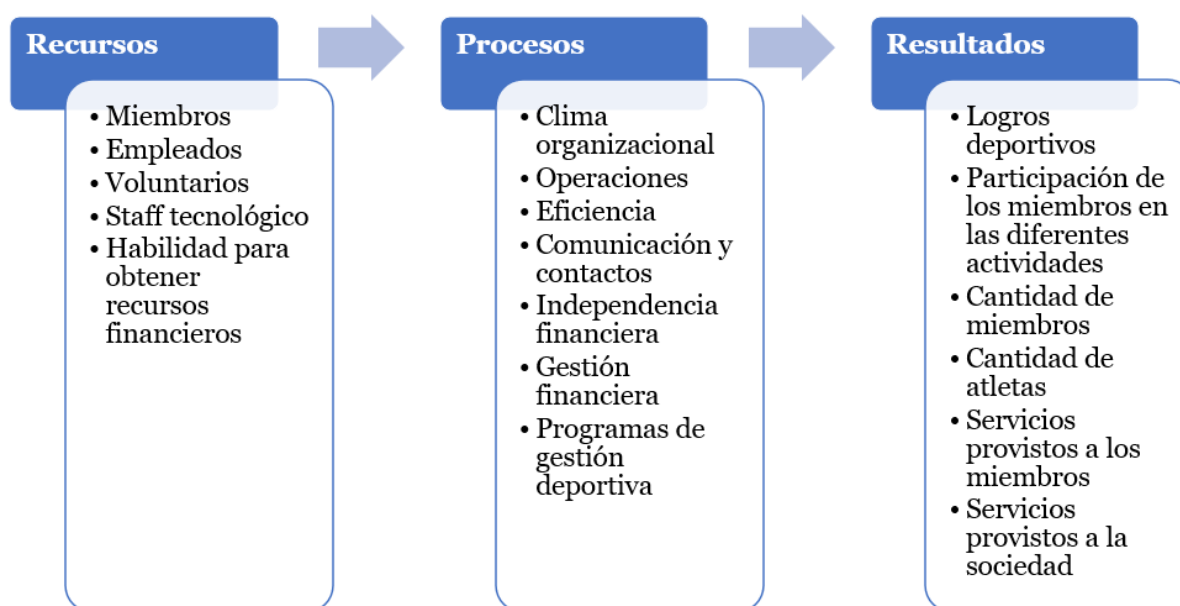 Recursos
• Miembros
• Empleados
• Voluntarios
• Staff tecnológico
• Habilidad para
obtener
recursos
financieros
Procesos
• Clima
organizacional
• Operaciones
• Eficiencia
• Comunicación y
contactos
• Independencia
financiera
• Gestión
financiera
• Programas de
gestión
deportiva
Resultados
• Logros
deportivos
• Participación de
los miembros en
las diferentes
actividades
• Cantidad de
miembros
• Cantidad de
atletas
• Servicios
provistos a los
miembros
• Servicios
provistos a la
sociedad